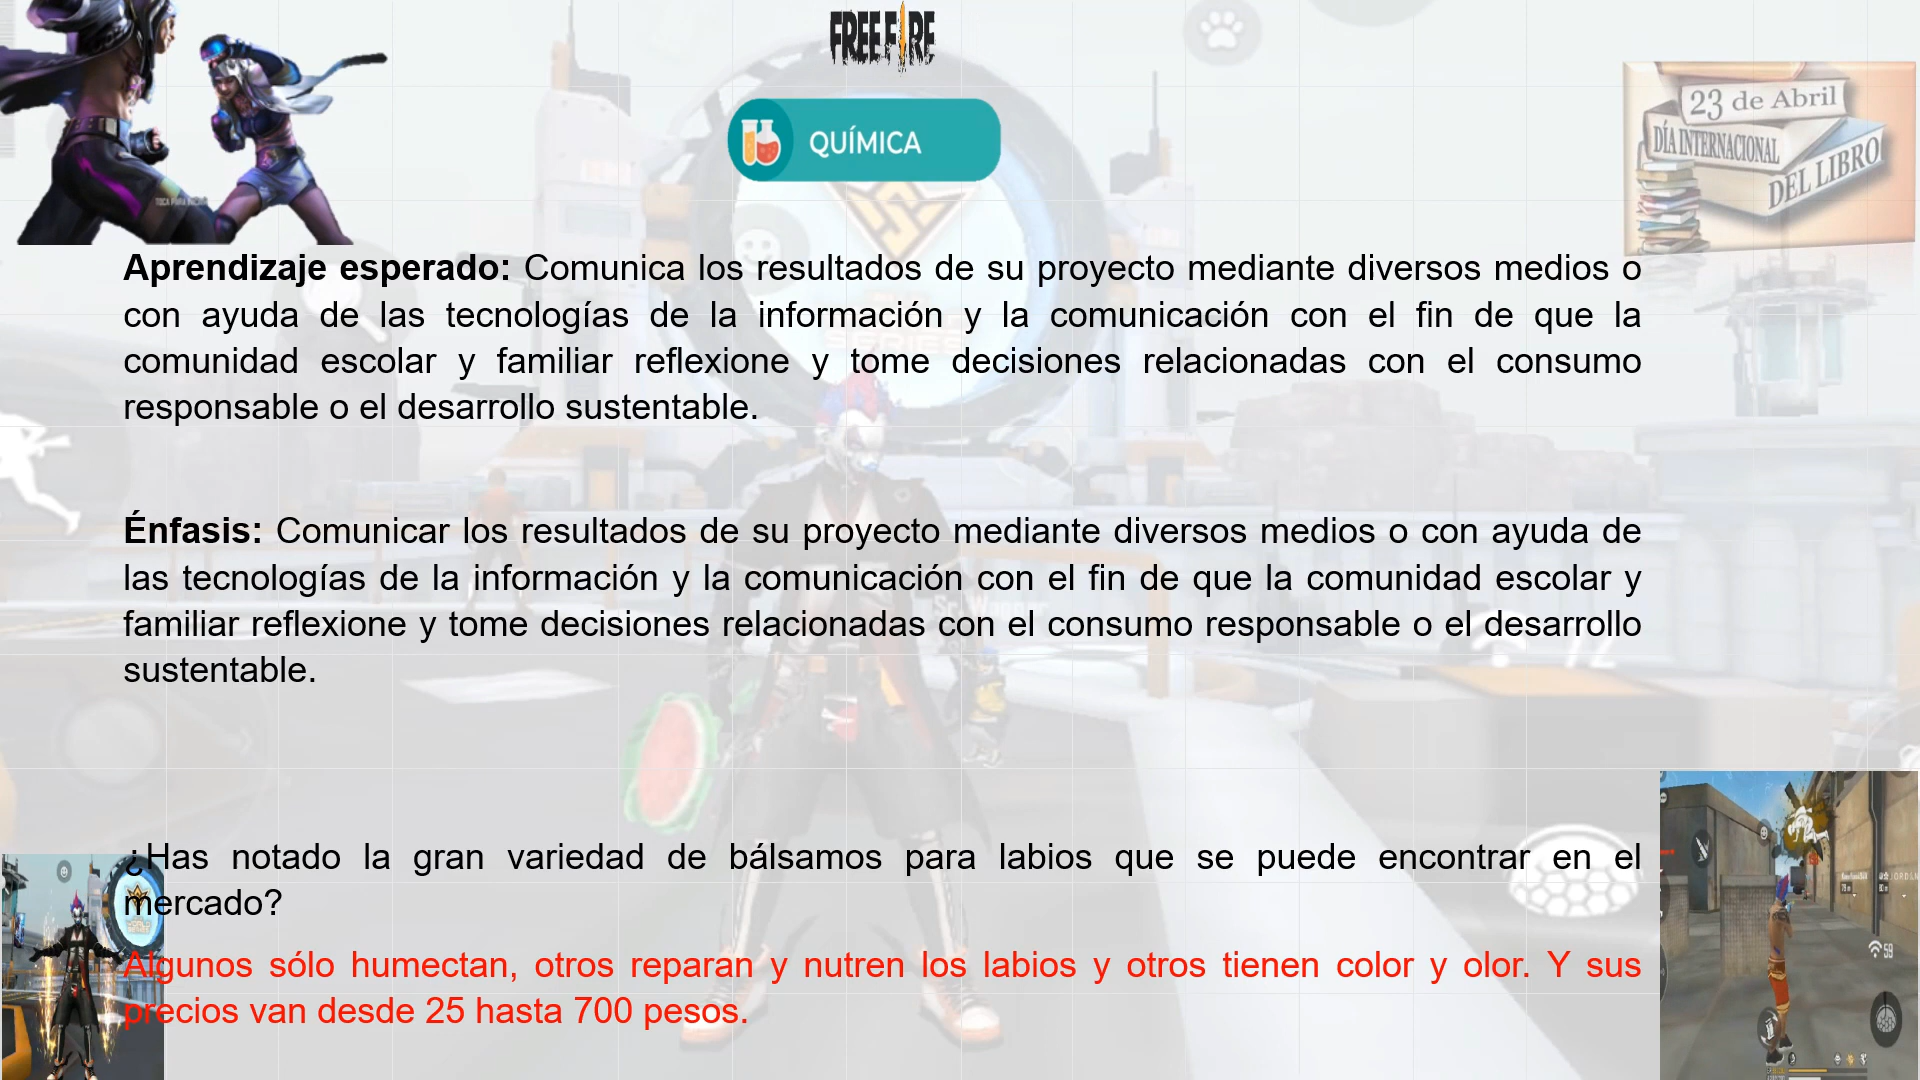 FREE FIRE
QUÍMICA
23 de Abril
DÍA INTERNACIONAL
DEL LIBRO
TOCA PARA
Aprendizaje esperado: Comunica los resultados de su proyecto mediante diversos medios o
con ayuda de las tecnologías de la información y la comunicación con el fin de que la
comunidad escolar y familiar reflexione y tome decisiones relacionadas con el consumo
responsable o el desarrollo sustentable.
SERIES
Énfasis: Comunicar los resultados de su proyecto mediante diversos medios o con ayuda de
las tecnologías de la información y la comunicación con el fin de que la comunidad escolar y
familiar reflexione y tome decisiones relacionadas con el consumo responsable o el desarrollo
sustentable.
¿Has notado la gran variedad de bálsamos para labios que se puede encontrar en el
mercado?
Algunos sólo humectan, otros reparan y nutren los labios y otros tienen color y olor. Y sus
precios van desde 25 hasta 700 pesos.
59